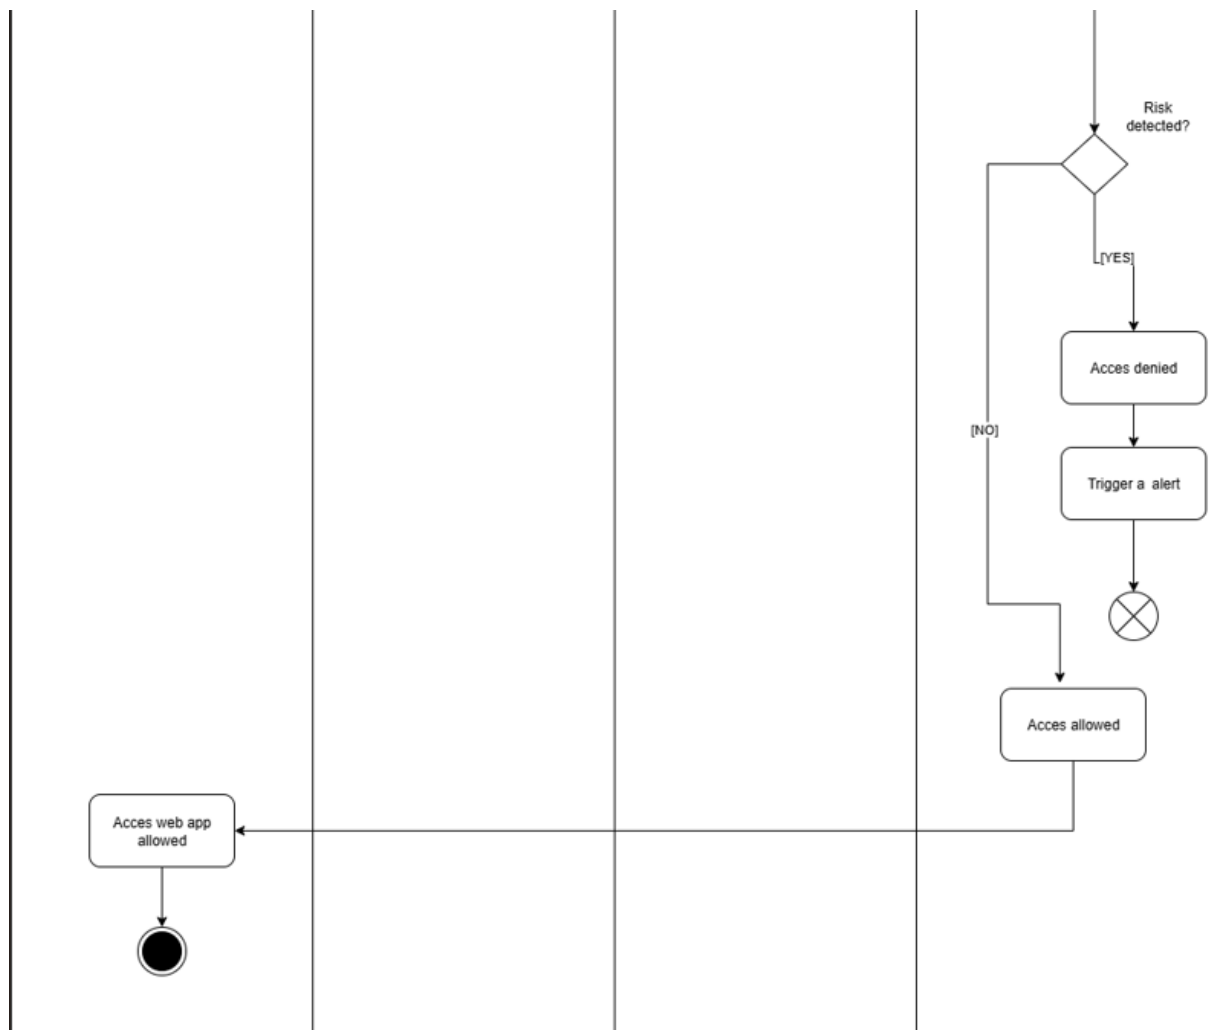 Risk
detected?
[YES]
Acces denied
[NO]
Trigger a  alert
Acces allowed
Acces web app
allowed